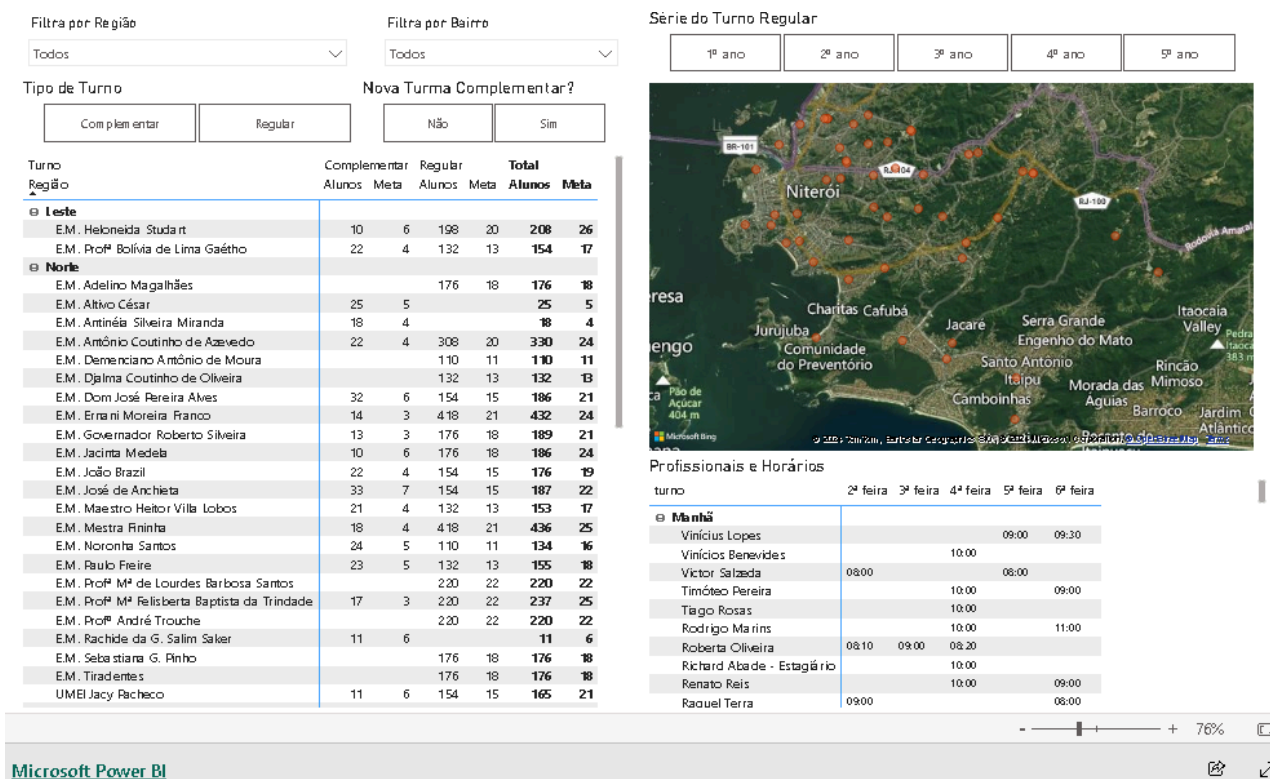 Filtra por Região
Filtra por Bairro
Todos
Todos
Tipo de Turno
Nova Turma Complementar?
Complementar Regular
Não Sim
Turno Complementar Regular Total
Região Alunos Meta Alunos Meta Alunos Meta
Leste
E.M. Heloneida Studart 10 6 198 20 208 26
E.M. Profª Bolívia de Lima Gaétho 22 4 132 13 154 17
Norte
E.M. Adelino Magalhães 176 18 176 18
E.M. Altivo César 25 5 25 5
E.M. Antinéia Silveira Miranda 18 4 18 4
E.M. Antônio Coutinho de Azevedo 22 4 308 20 330 24
E.M. Demenciano Antônio de Moura 110 11 110 11
E.M. Djalma Coutinho de Oliveira 132 13 132 13
E.M. Dom José Pereira Alves 32 6 154 15 186 21
E.M. Ernani Moreira Franco 14 3 418 21 432 24
E.M. Governador Roberto Silveira 13 3 176 18 189 21
E.M. Jacinta Medela 10 6 176 18 186 24
E.M. João Brazil 22 4 154 15 176 19
E.M. José de Anchieta 33 7 154 15 187 22
E.M. Maestro Heitor Villa Lobos 21 4 132 13 153 17
E.M. Mestra Fininha 18 4 418 21 436 25
E.M. Noronha Santos 24 5 110 11 134 16
E.M. Paulo Freire 23 5 132 13 155 18
E.M. Profª Mª de Lourdes Barbosa Santos 220 22 220 22
E.M. Profª Mª Felisberta Baptista da Trindade 17 3 220 22 237 25
E.M. Profº André Trouche 220 22 220 22
E.M. Rachide da G. Salim Saker 11 6 11 6
E.M. Sebastiana G. Pinho 176 18 176 18
E.M. Tiradentes 176 18 176 18
UMEI Jacy Pacheco 11 6 154 15 165 21
Série do Turno Regular
1º ano 2º ano 3º ano 4º ano 5º ano
BR-101
RJ-104
Niterói
RJ-100
Rodovia Amaral
resa
Charitas Cafubá
Jurujuba
Jacaré
Serra Grande
Itaocaia
Valley
Pedra
Itaoca
383 m
engo
Comunidade
do Preventório
Engenho do Mato
Santo Antônio
Rincão
Mimoso
Itaipu
Morada das
Águias
ca Pão de
Açúcar
404 m
Camboinhas
Barroco
Jardim
Atlântico
Recanto de
Microsoft Bing
Profissionais e Horários
turno 2ª feira 3ª feira 4ª feira 5ª feira 6ª feira
Manhã
Vinícius Lopes 09:00 09:30
Vinícios Benevides 10:00
Victor Salzeda 08:00 08:00
Timóteo Pereira 10:00 09:00
Tiago Rosas 10:00
Rodrigo Marins 10:00 11:00
Roberta Oliveira 08:10 09:00 08:20
Richard Abade - Estagiário 10:00
Renato Reis 10:00 09:00
Raquel Terra 09:00 08:00
- + 76%
Microsoft Power BI